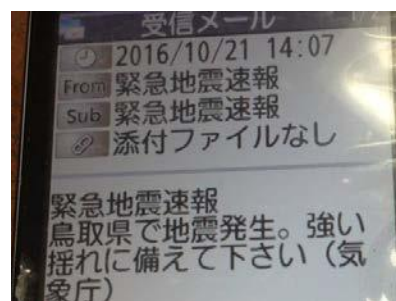 受信メール
2016/10/21 14:07
From 緊急地震速報
Sub 緊急地震速報
添付ファイルなし
緊急地震速報
鳥取県で地震発生。強い
揺れに備えて下さい（気
象庁）